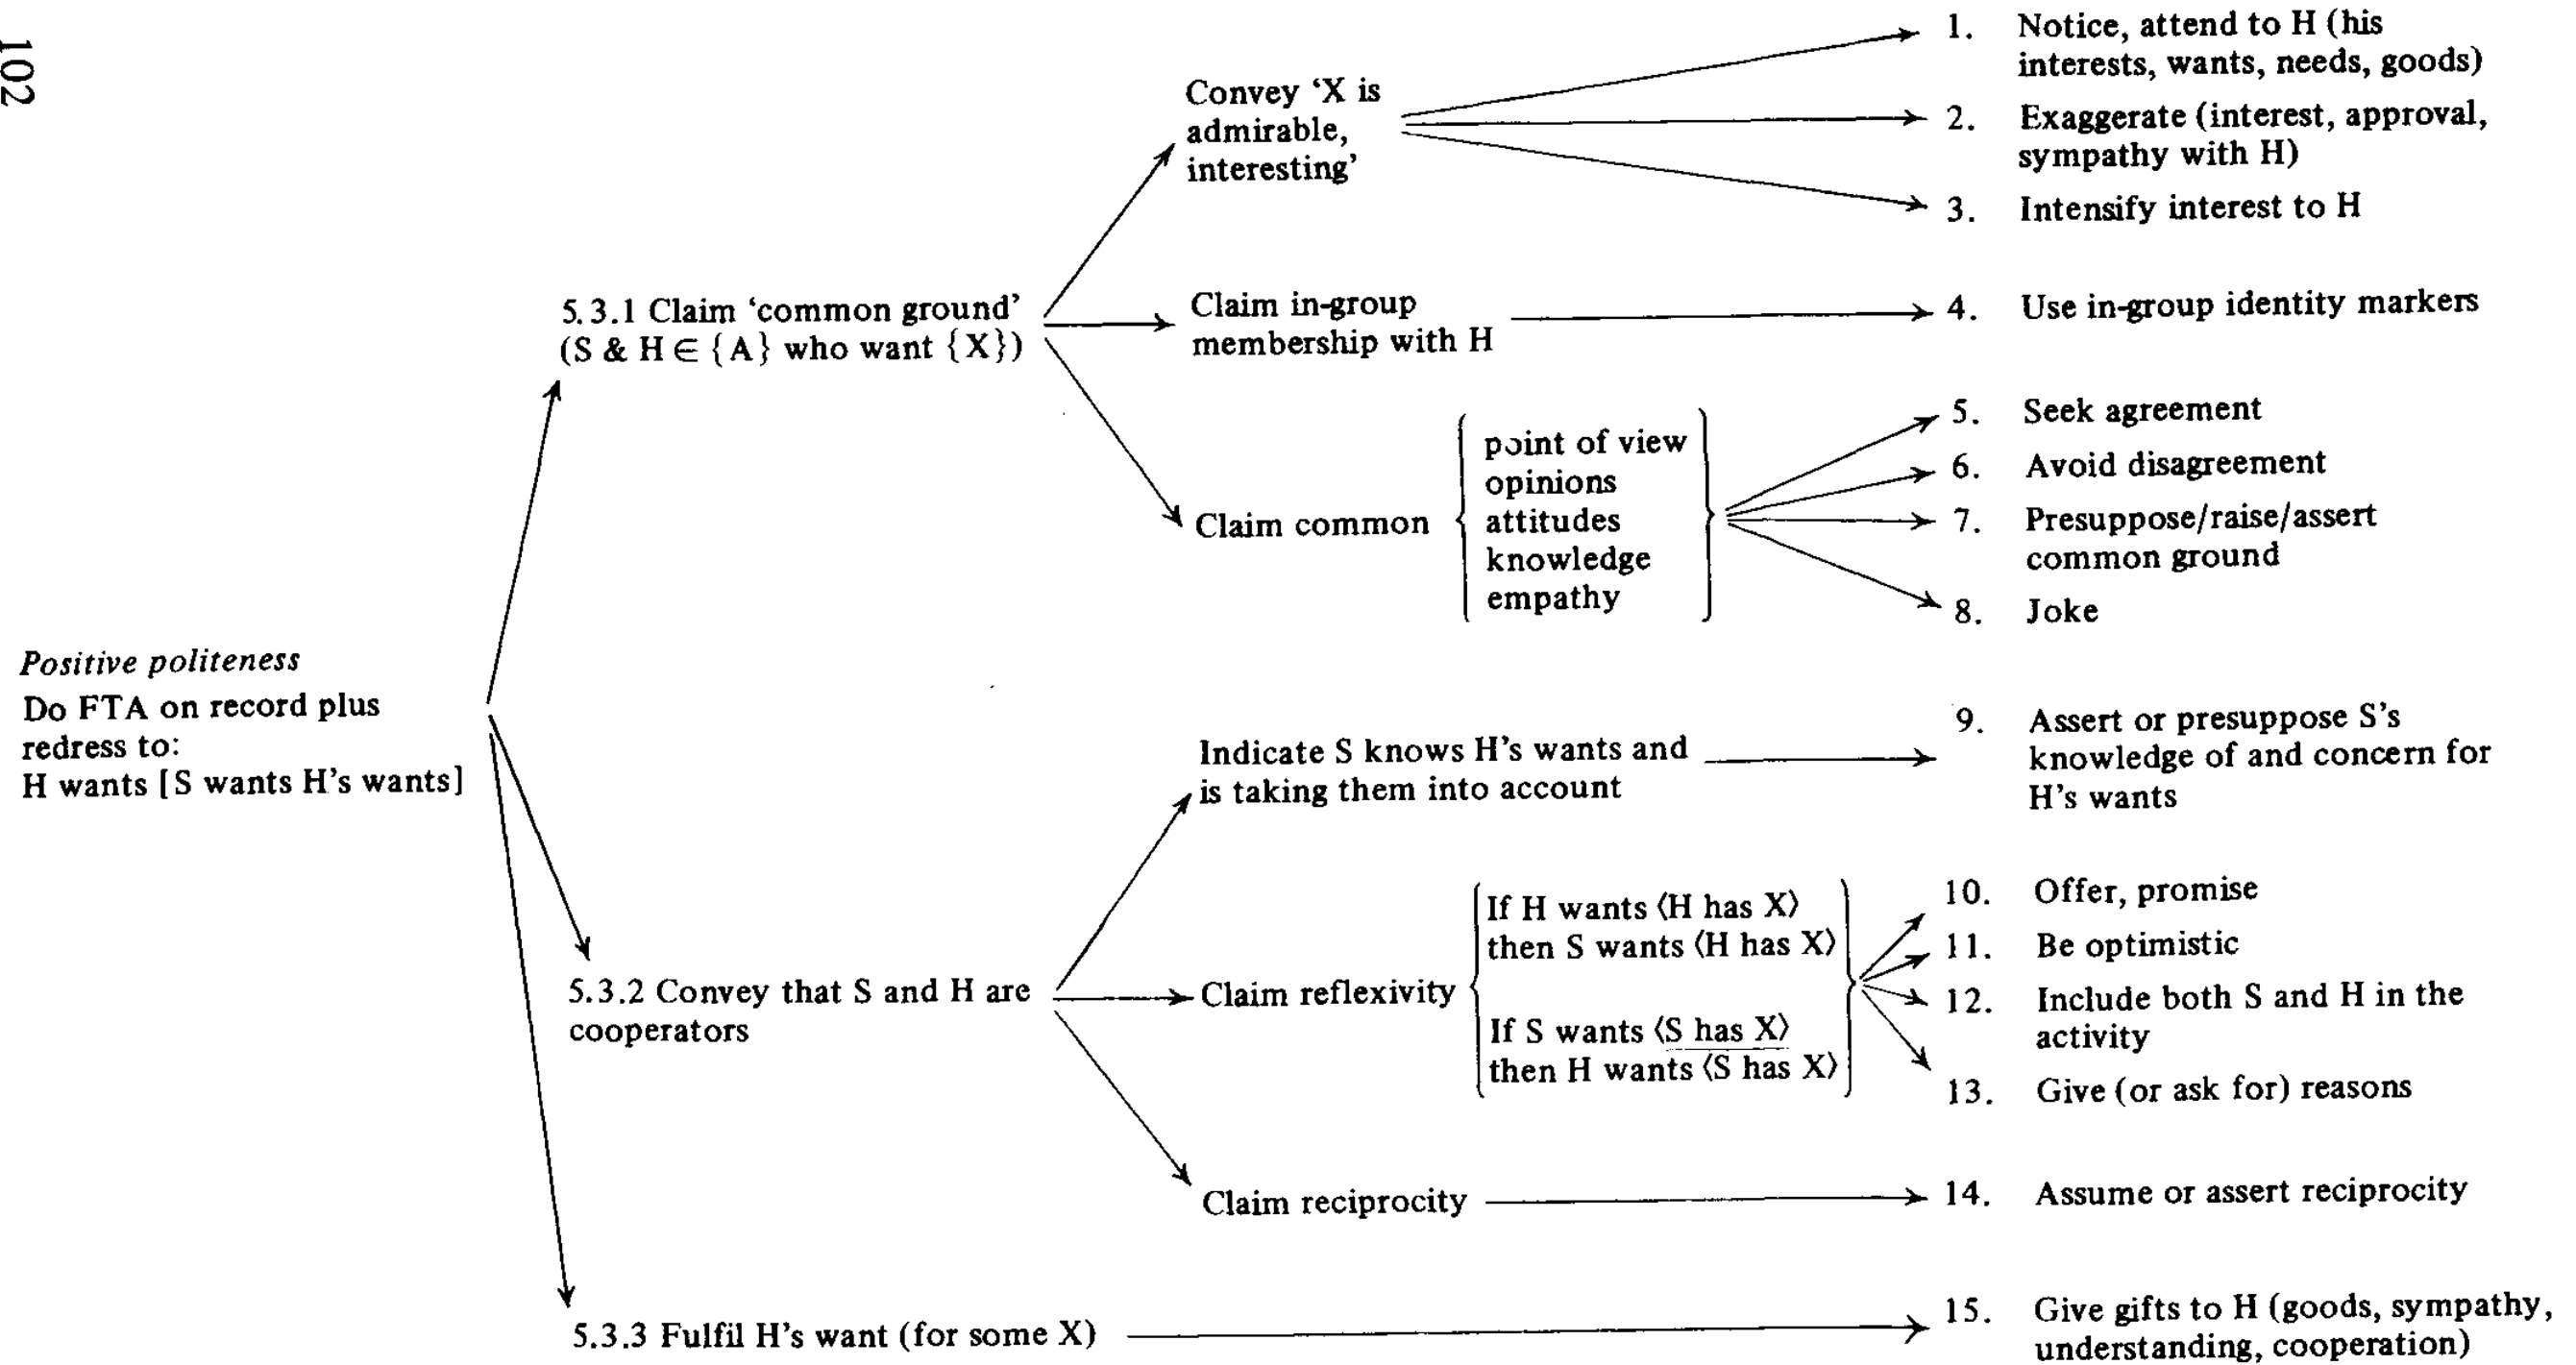 102
Positive politeness
Do FTA on record plus
redress to:
H wants [S wants H's wants]
5.3.1 Claim ‘common ground’
(S & H ∈ {A} who want {X})
Convey ‘X is
admirable,
interesting’
1. Notice, attend to H (his
interests, wants, needs, goods)
2. Exaggerate (interest, approval,
sympathy with H)
3. Intensify interest to H
Claim in-group
membership with H
4. Use in-group identity markers
Claim common
point of view
opinions
attitudes
knowledge
empathy
5. Seek agreement
6. Avoid disagreement
7. Presuppose/raise/assert
common ground
8. Joke
5.3.2 Convey that S and H are
cooperators
Indicate S knows H's wants and
is taking them into account
9. Assert or presuppose S's
knowledge of and concern for
H's wants
Claim reflexivity
If H wants ⟨H has X⟩
then S wants ⟨H has X⟩
If S wants ⟨S has X⟩
then H wants ⟨S has X⟩
10. Offer, promise
11. Be optimistic
12. Include both S and H in the
activity
13. Give (or ask for) reasons
Claim reciprocity
14. Assume or assert reciprocity
5.3.3 Fulfil H's want (for some X)
15. Give gifts to H (goods, sympathy,
understanding, cooperation)